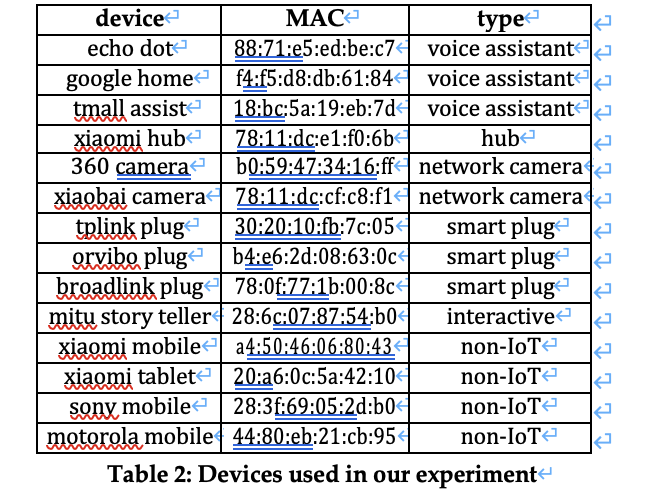 device MAC type
echo dot 88:71:e5:ed:be:c7 voice assistant
google home f4:f5:d8:db:61:84 voice assistant
tmall assist 18:bc:5a:19:eb:7d voice assistant
xiaomi hub 78:11:dc:e1:f0:6b hub
360 camera b0:59:47:34:16:ff network camera
xiaobai camera 78:11:dc:cf:c8:f1 network camera
tplink plug 30:20:10:fb:7c:05 smart plug
orvibo plug b4:e6:2d:08:63:0c smart plug
broadlink plug 78:0f:77:1b:00:8c smart plug
mitu story teller 28:6c:07:87:54:b0 interactive
xiaomi mobile a4:50:46:06:80:43 non-IoT
xiaomi tablet 20:a6:0c:5a:42:10 non-IoT
sony mobile 28:3f:69:05:2d:b0 non-IoT
motorola mobile 44:80:eb:21:cb:95 non-IoT
Table 2: Devices used in our experiment